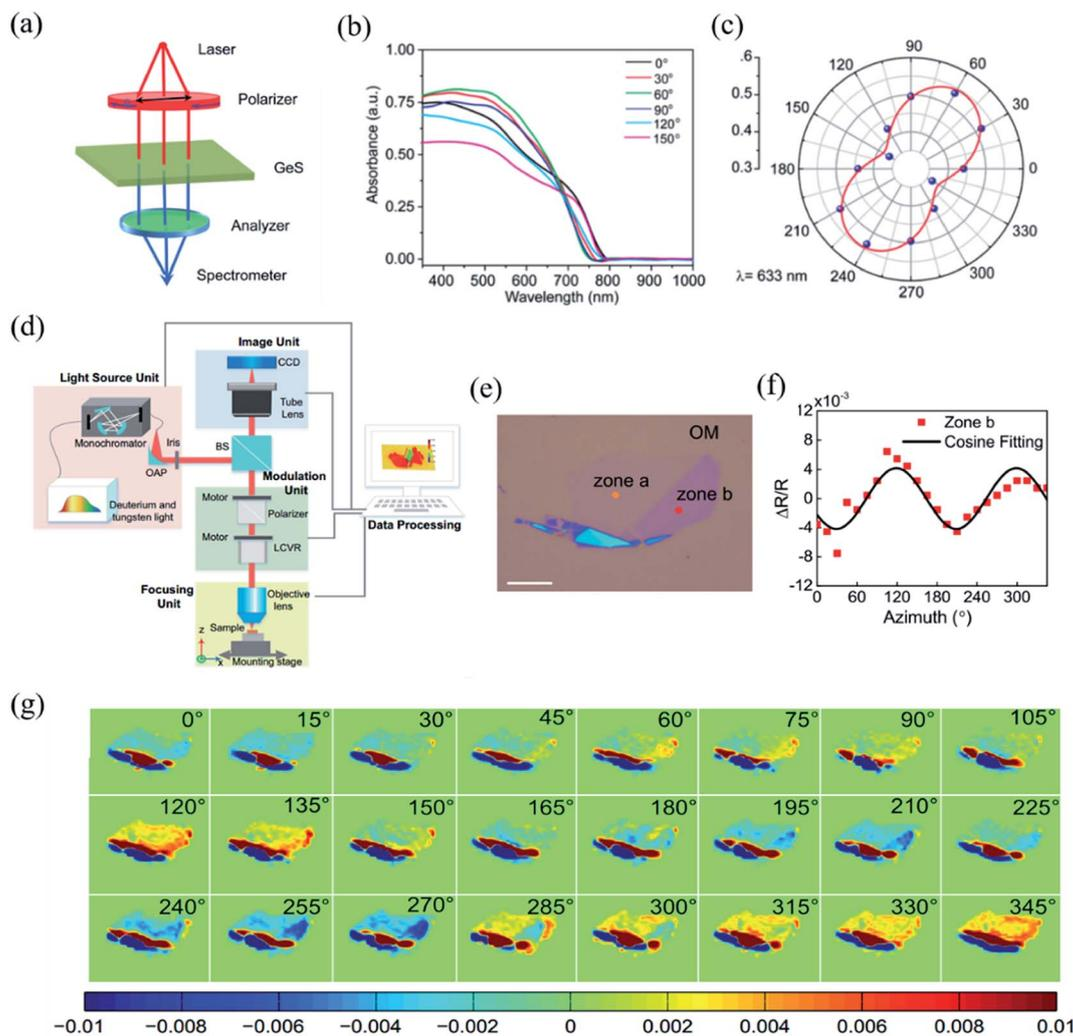 (a)
Laser
Polarizer
GeS
Analyzer
Spectrometer
(b)
Absorbance (a.u.)
1.00
0.75
0.50
0.25
0.00
0°
30°
60°
90°
120°
150°
400 500 600 700 800 900 1000
Wavelength (nm)
(c)
.6
0.5
0.4
0.3
90
60
30
0
330
300
270
240
210
180
150
120
λ= 633 nm
(d)
Light Source Unit
Monochromator
Iris
OAP
Deuterium and
tungsten light
Image Unit
CCD
Tube
Lens
BS
Modulation
Unit
Motor
Polarizer
Motor
LCVR
Focusing
Unit
Objective
lens
Sample
z
x
Mounting stage
Data Processing
(e)
OM
zone a
zone b
(f)
×10⁻³
12
8
4
0
-4
-8
-12
ΔR/R
Zone b
Cosine Fitting
0 60 120 180 240 300
Azimuth (°)
(g)
0° 15° 30° 45° 60° 75° 90° 105°
120° 135° 150° 165° 180° 195° 210° 225°
240° 255° 270° 285° 300° 315° 330° 345°
−0.01 −0.008 −0.006 −0.004 −0.002 0 0.002 0.004 0.006 0.008 0.01